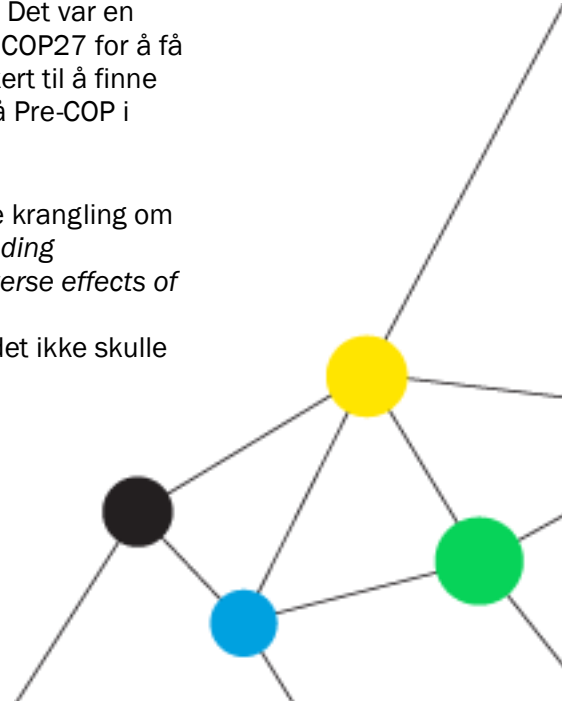 Det var en
COP27 for å få
ert til å finne
å Pre-COP i
e krangling om
ding
erse effects of
det ikke skulle